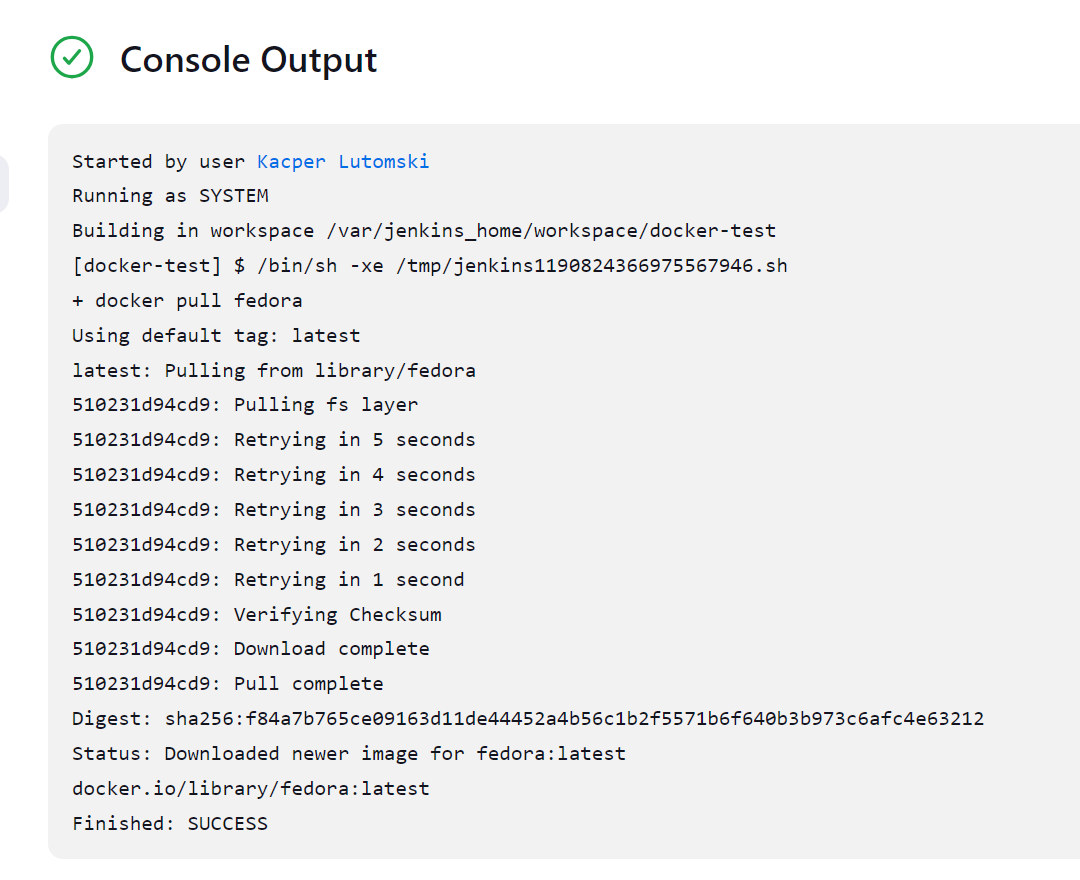 Console Output
Started by user Kacper Lutomski
Running as SYSTEM
Building in workspace /var/jenkins_home/workspace/docker-test
[docker-test] $ /bin/sh -xe /tmp/jenkins1190824366975567946.sh
+ docker pull fedora
Using default tag: latest
latest: Pulling from library/fedora
510231d94cd9: Pulling fs layer
510231d94cd9: Retrying in 5 seconds
510231d94cd9: Retrying in 4 seconds
510231d94cd9: Retrying in 3 seconds
510231d94cd9: Retrying in 2 seconds
510231d94cd9: Retrying in 1 second
510231d94cd9: Verifying Checksum
510231d94cd9: Download complete
510231d94cd9: Pull complete
Digest: sha256:f84a7b765ce09163d11de44452a4b56c1b2f5571b6f640b3b973c6afc4e63212
Status: Downloaded newer image for fedora:latest
docker.io/library/fedora:latest
Finished: SUCCESS